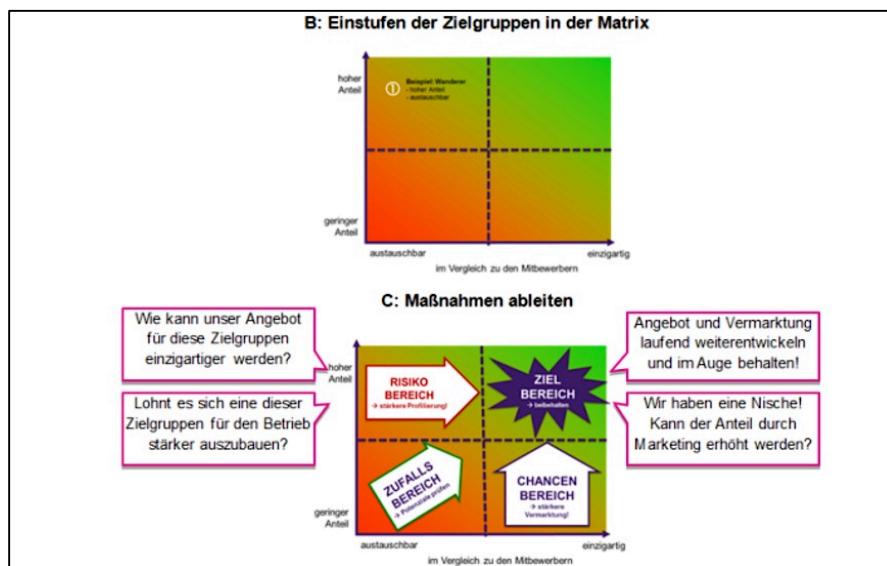 B: Einstufen der Zielgruppen in der Matrix
hoher
Anteil
①
Beispiel: Wanderer
- hoher Anteil
- austauschbar
geringer
Anteil
austauschbar
einzigartig
im Vergleich zu den Mitbewerbern
C: Maßnahmen ableiten
Wie kann unser Angebot
für diese Zielgruppen
einzigartiger werden?
Angebot und Vermarktung
laufend weiterentwickeln
und im Auge behalten!
hoher
Anteil
RISIKO
BEREICH
→ stärkere Profilierung!
ZIEL
BEREICH
→ beibehalten
Lohnt es sich eine dieser
Zielgruppen für den Betrieb
stärker auszubauen?
Wir haben eine Nische!
Kann der Anteil durch
Marketing erhöht werden?
ZUFALLS
BEREICH
→ Potenziale prüfen
CHANCEN
BEREICH
→ stärkere
Vermarktung!
geringer
Anteil
austauschbar
einzigartig
im Vergleich zu den Mitbewerbern